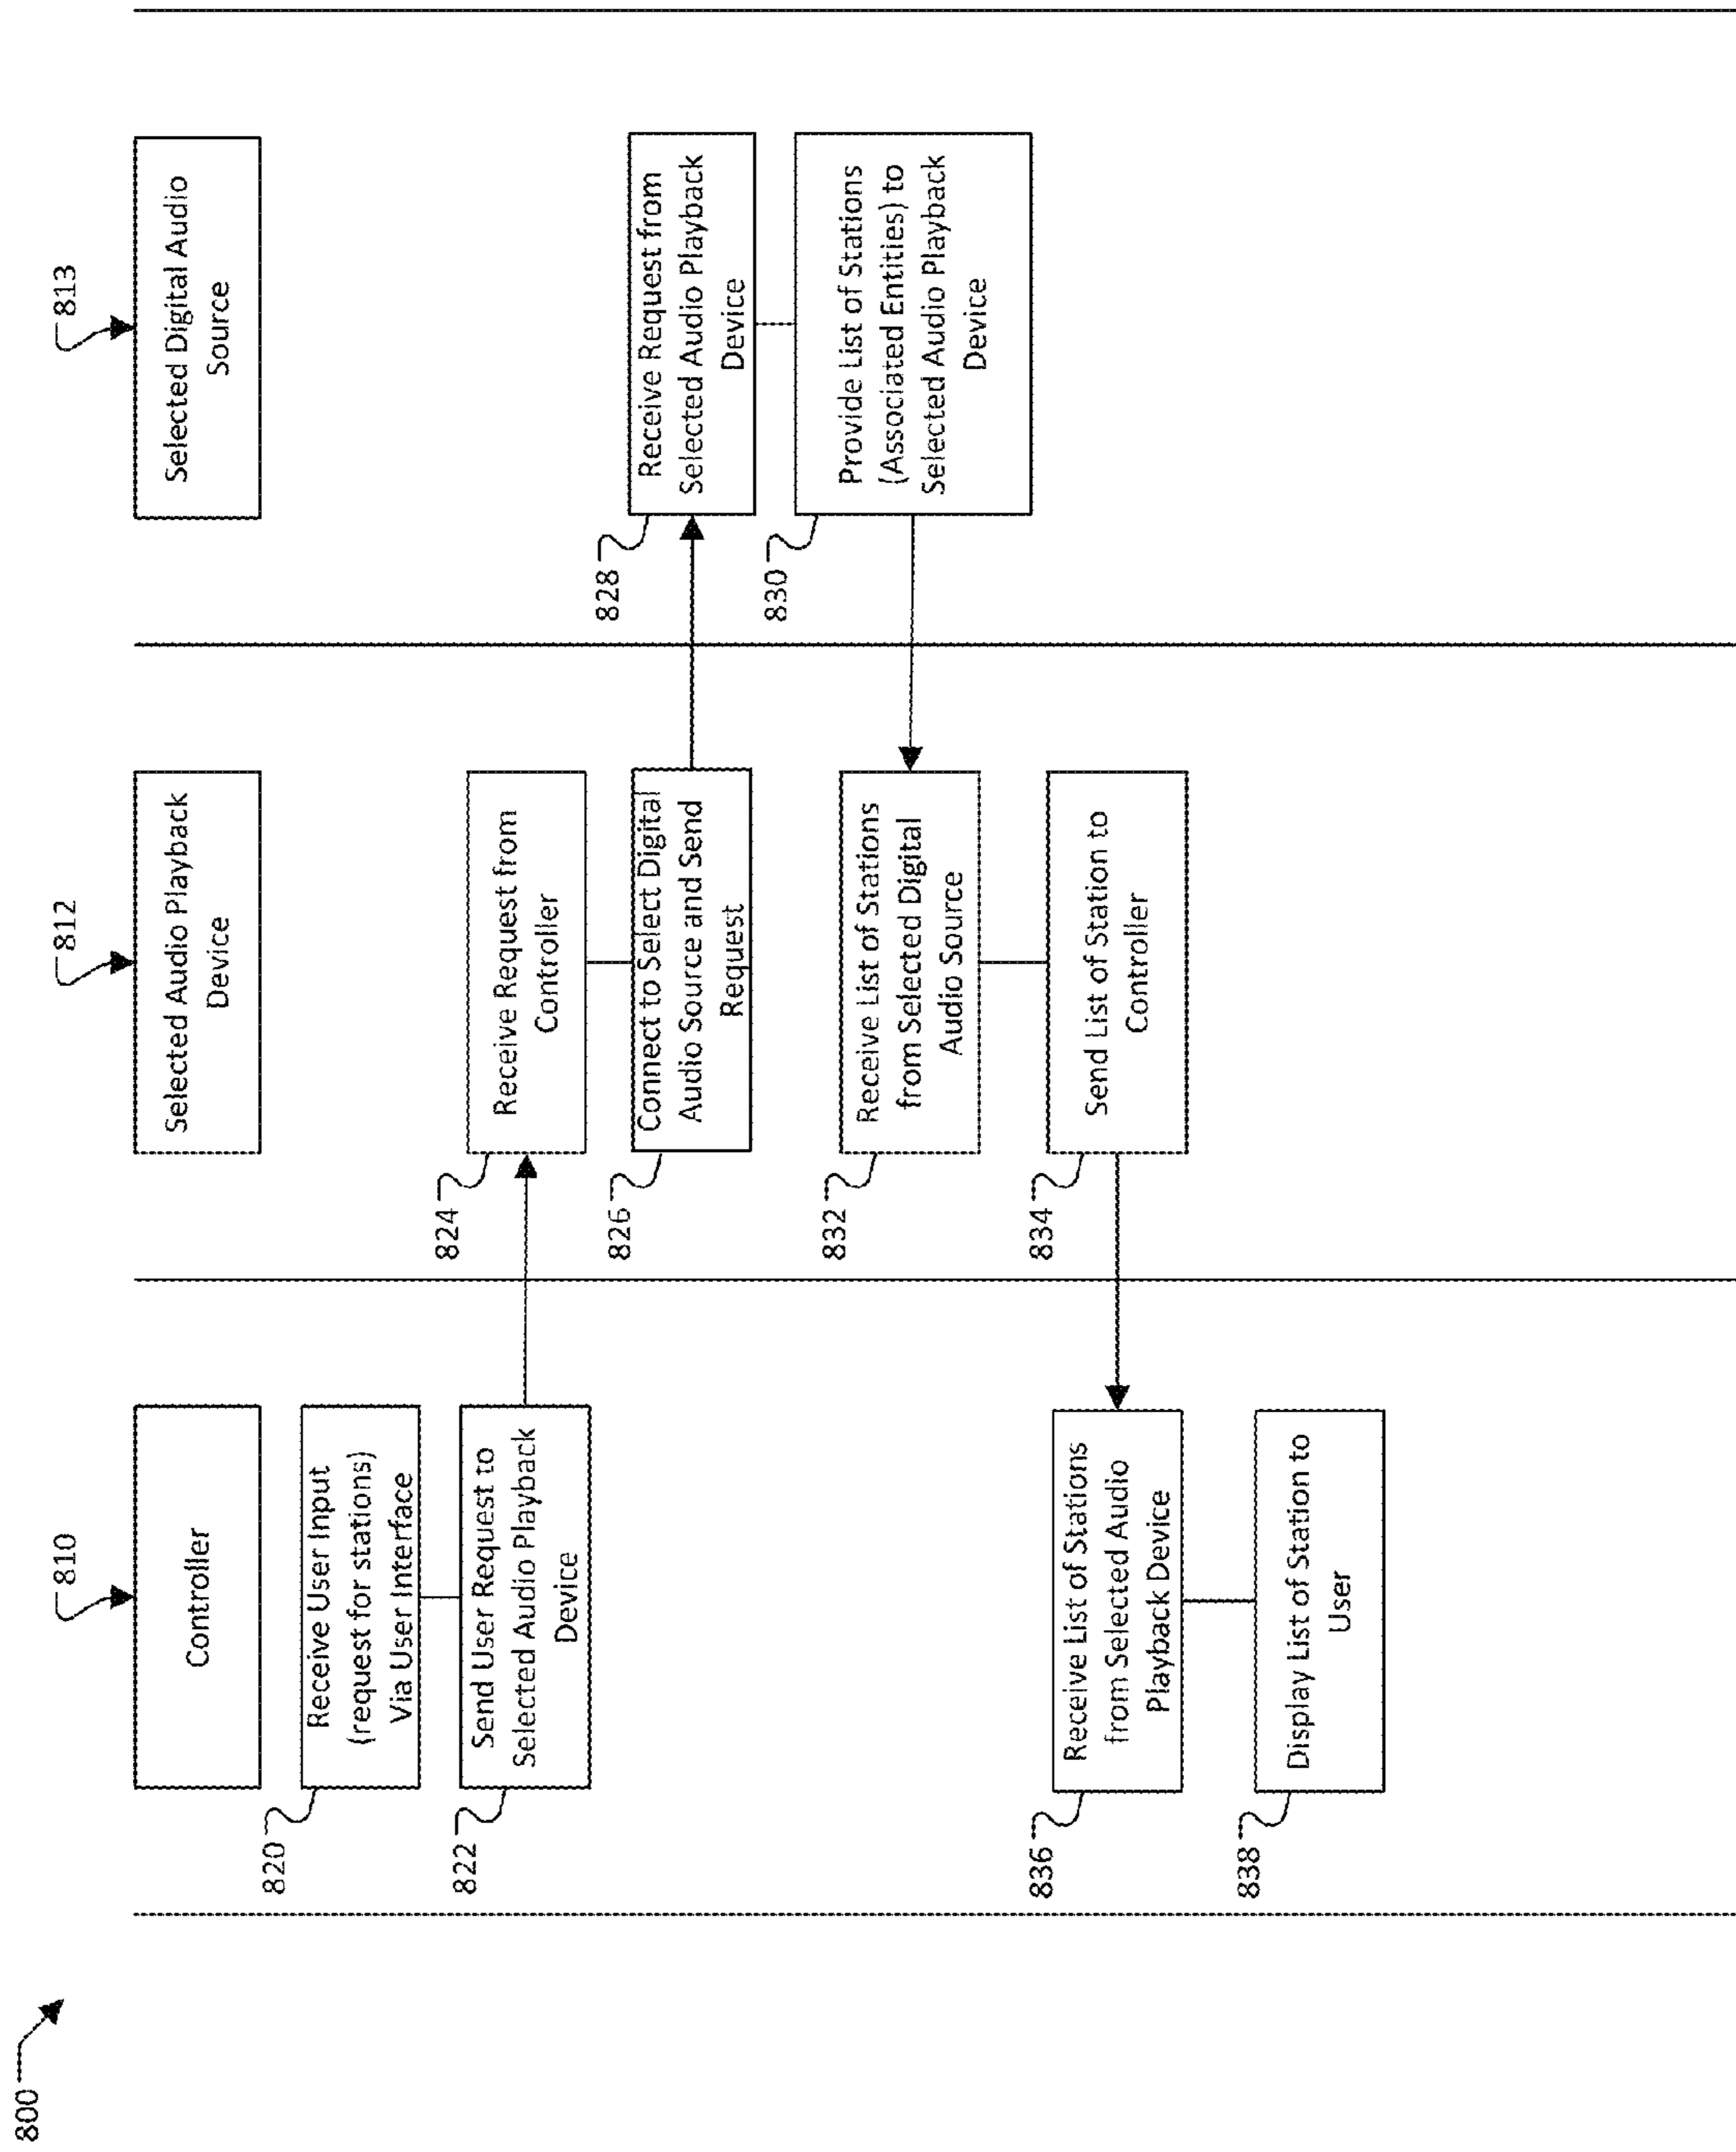 800
810
Controller
820
Receive User Input
(request for stations)
Via User Interface
822
Send User Request to
Selected Audio Playback
Device
836
Receive List of Stations
from Selected Audio
Playback Device
838
Display List of Station to
User
812
Selected Audio Playback
Device
824
Receive Request from
Controller
826
Connect to Select Digital
Audio Source and Send
Request
832
Receive List of Stations
from Selected Digital
Audio Source
834
Send List of Station to
Controller
813
Selected Digital Audio
Source
828
Receive Request from
Selected Audio Playback
Device
830
Provide List of Stations
(Associated Entities) to
Selected Audio Playback
Device